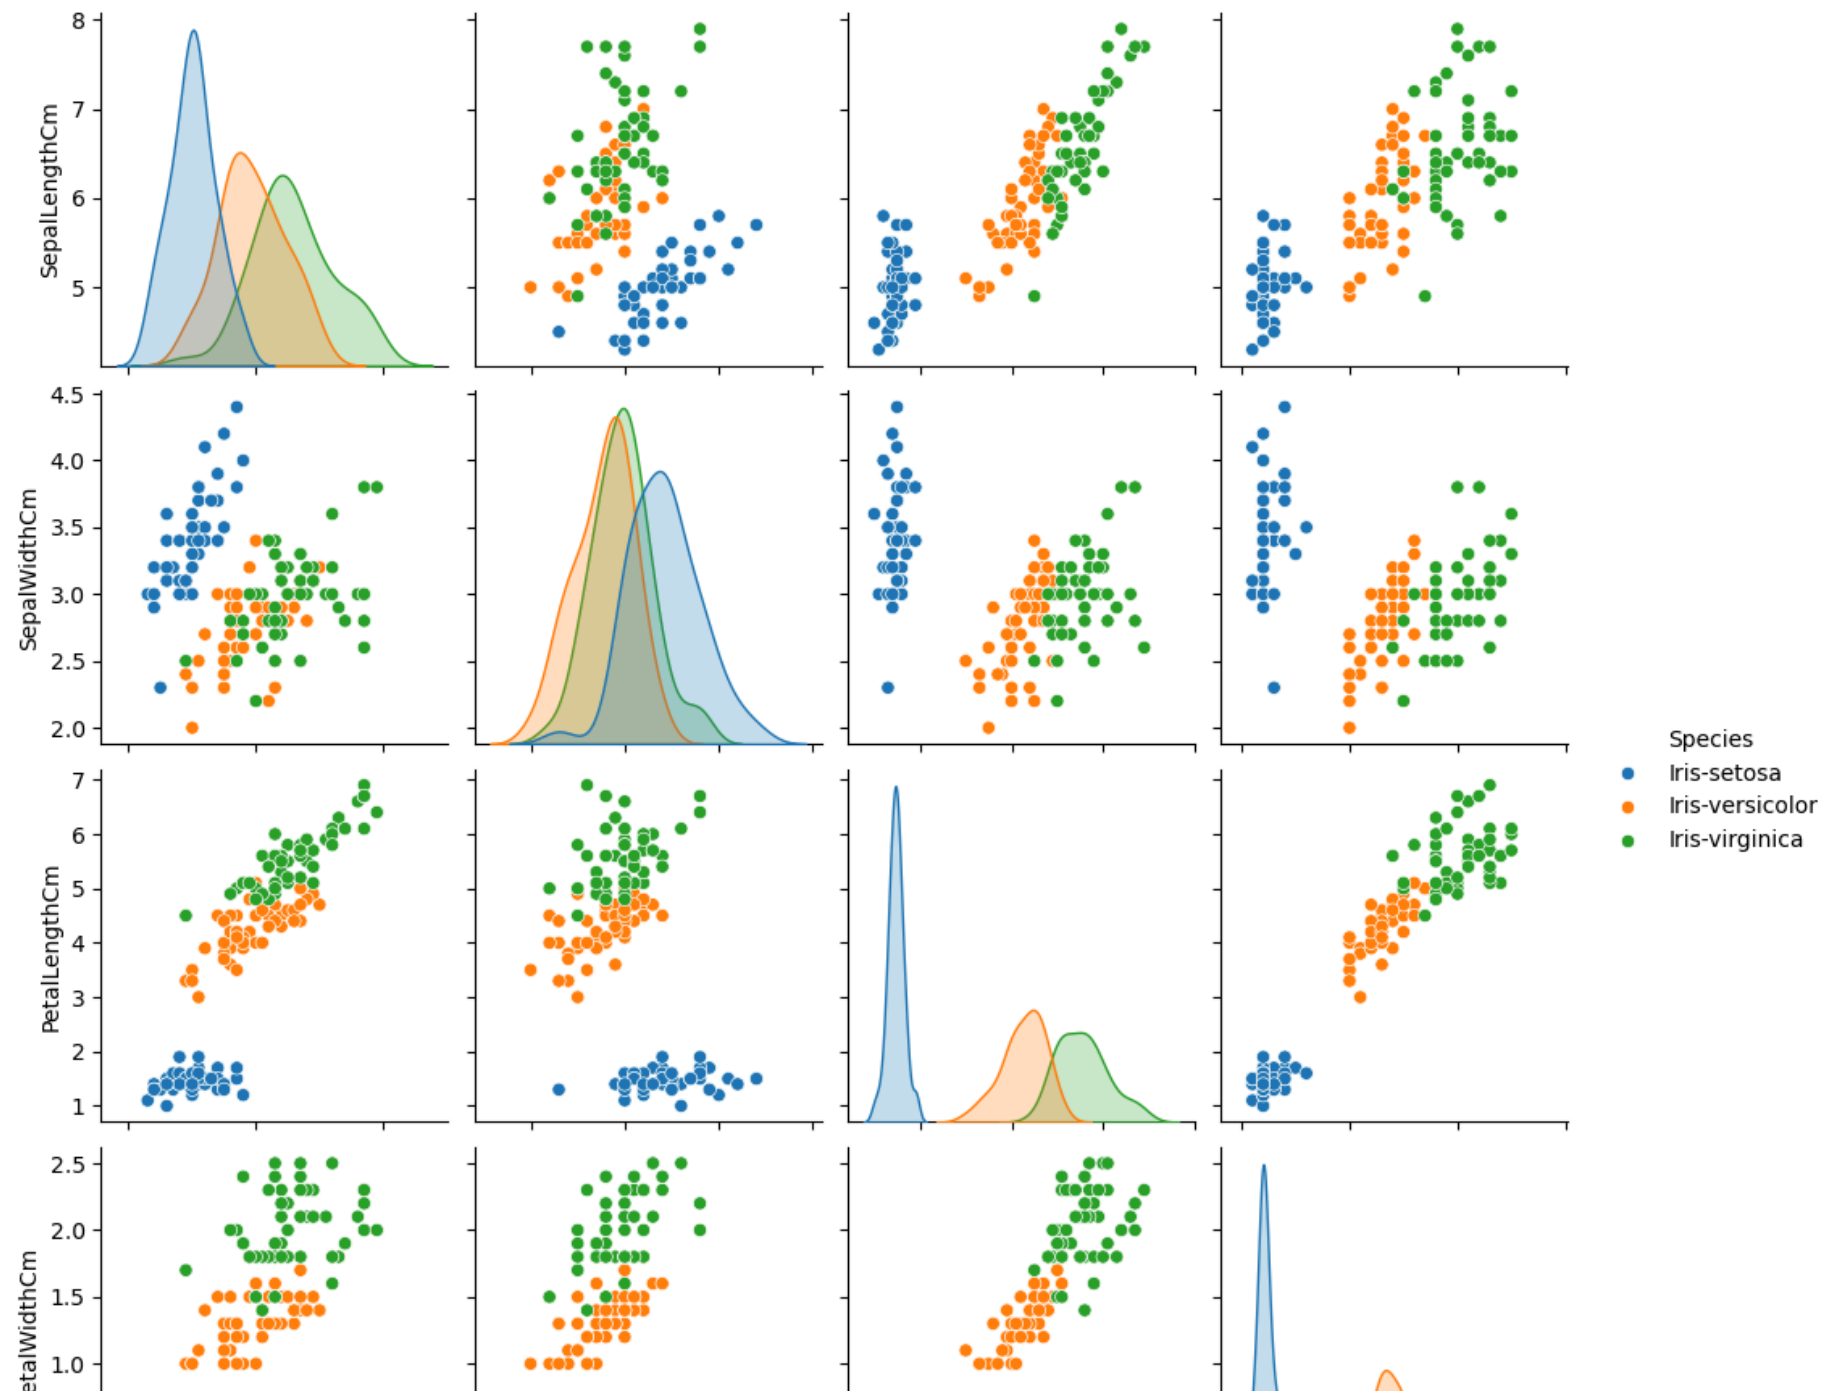 8
7
6
5
SepalLengthCm
4.5
4.0
3.5
3.0
2.5
2.0
SepalWidthCm
Species
Iris-setosa
Iris-versicolor
Iris-virginica
7
6
5
4
3
2
1
PetalLengthCm
2.5
2.0
1.5
1.0
etalWidthCm